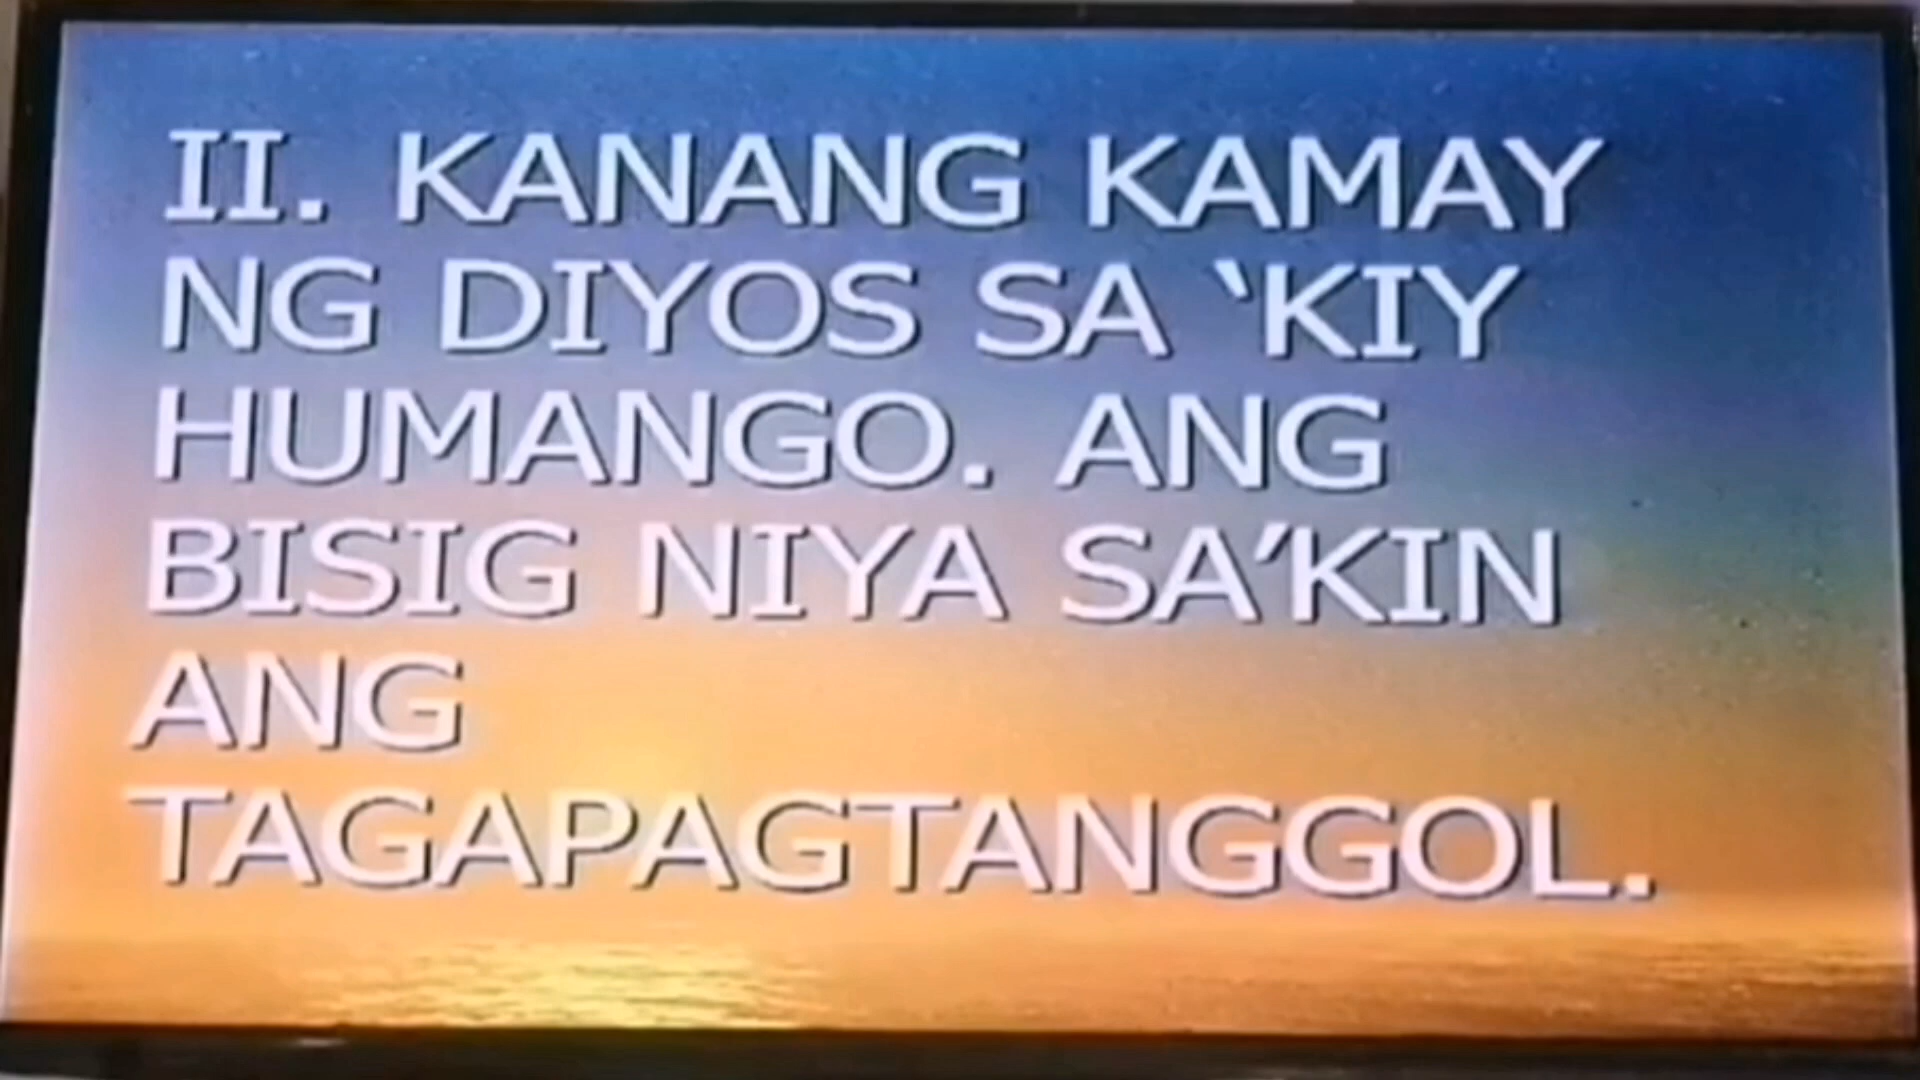 II. KANANG KAMAY
NG DIYOS SA ‘KIY
HUMANGO. ANG
BISIG NIYA SA’KIN
ANG
TAGAPAGTANGGOL.